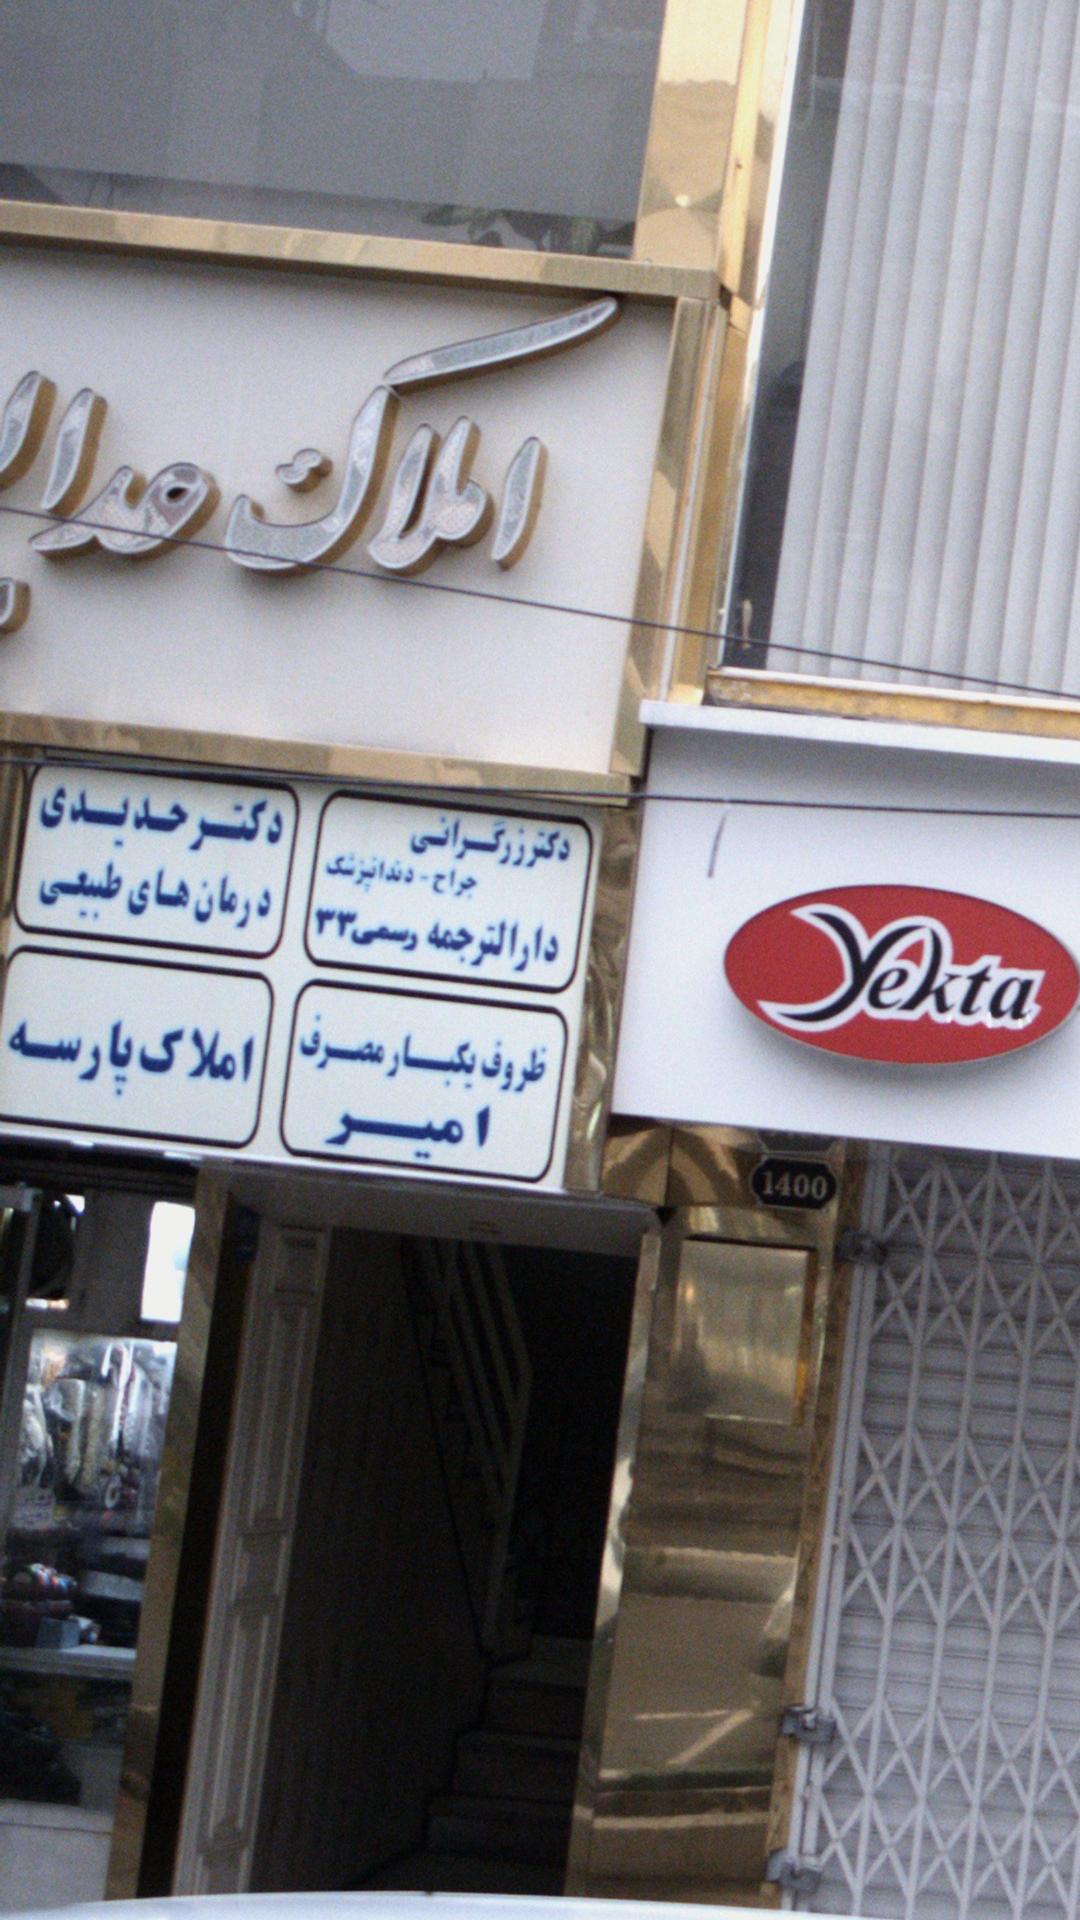 املاک
دکتر زرگرانی
جراح - دندانپزشک
دارالترجمه رسمی ۳۳
دکتر حدیدی
درمان های طبیعی
ظروف یکبار مصرف
امیر
املاک پارسه
Yekta
1400